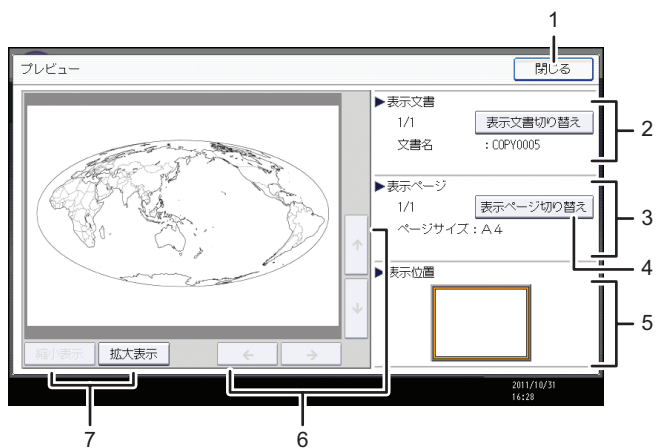 1
プレビュー
閉じる
▶表示文書
1/1
表示文書切り替え
2
文書名 : COPY0005
▶表示ページ
1/1
表示ページ切り替え
3
ページサイズ : A4
4
▶表示位置
5
縮小表示
拡大表示
← →
↑
↓
2011/10/31
16:28
7
6